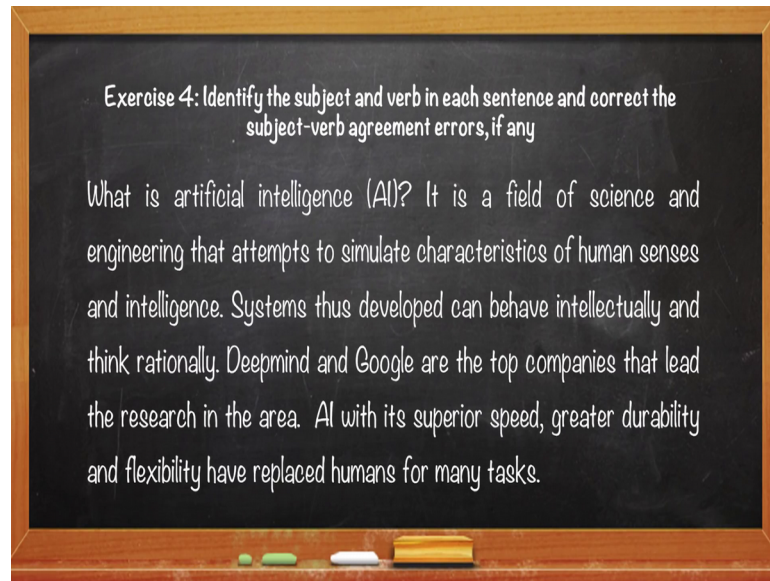 Exercise 4: Identify the subject and verb in each sentence and correct the
subject-verb agreement errors, if any
What is artificial intelligence (AI)? It is a field of science and
engineering that attempts to simulate characteristics of human senses
and intelligence. Systems thus developed can behave intellectually and
think rationally. Deepmind and Google are the top companies that lead
the research in the area. AI with its superior speed, greater durability
and flexibility have replaced humans for many tasks.